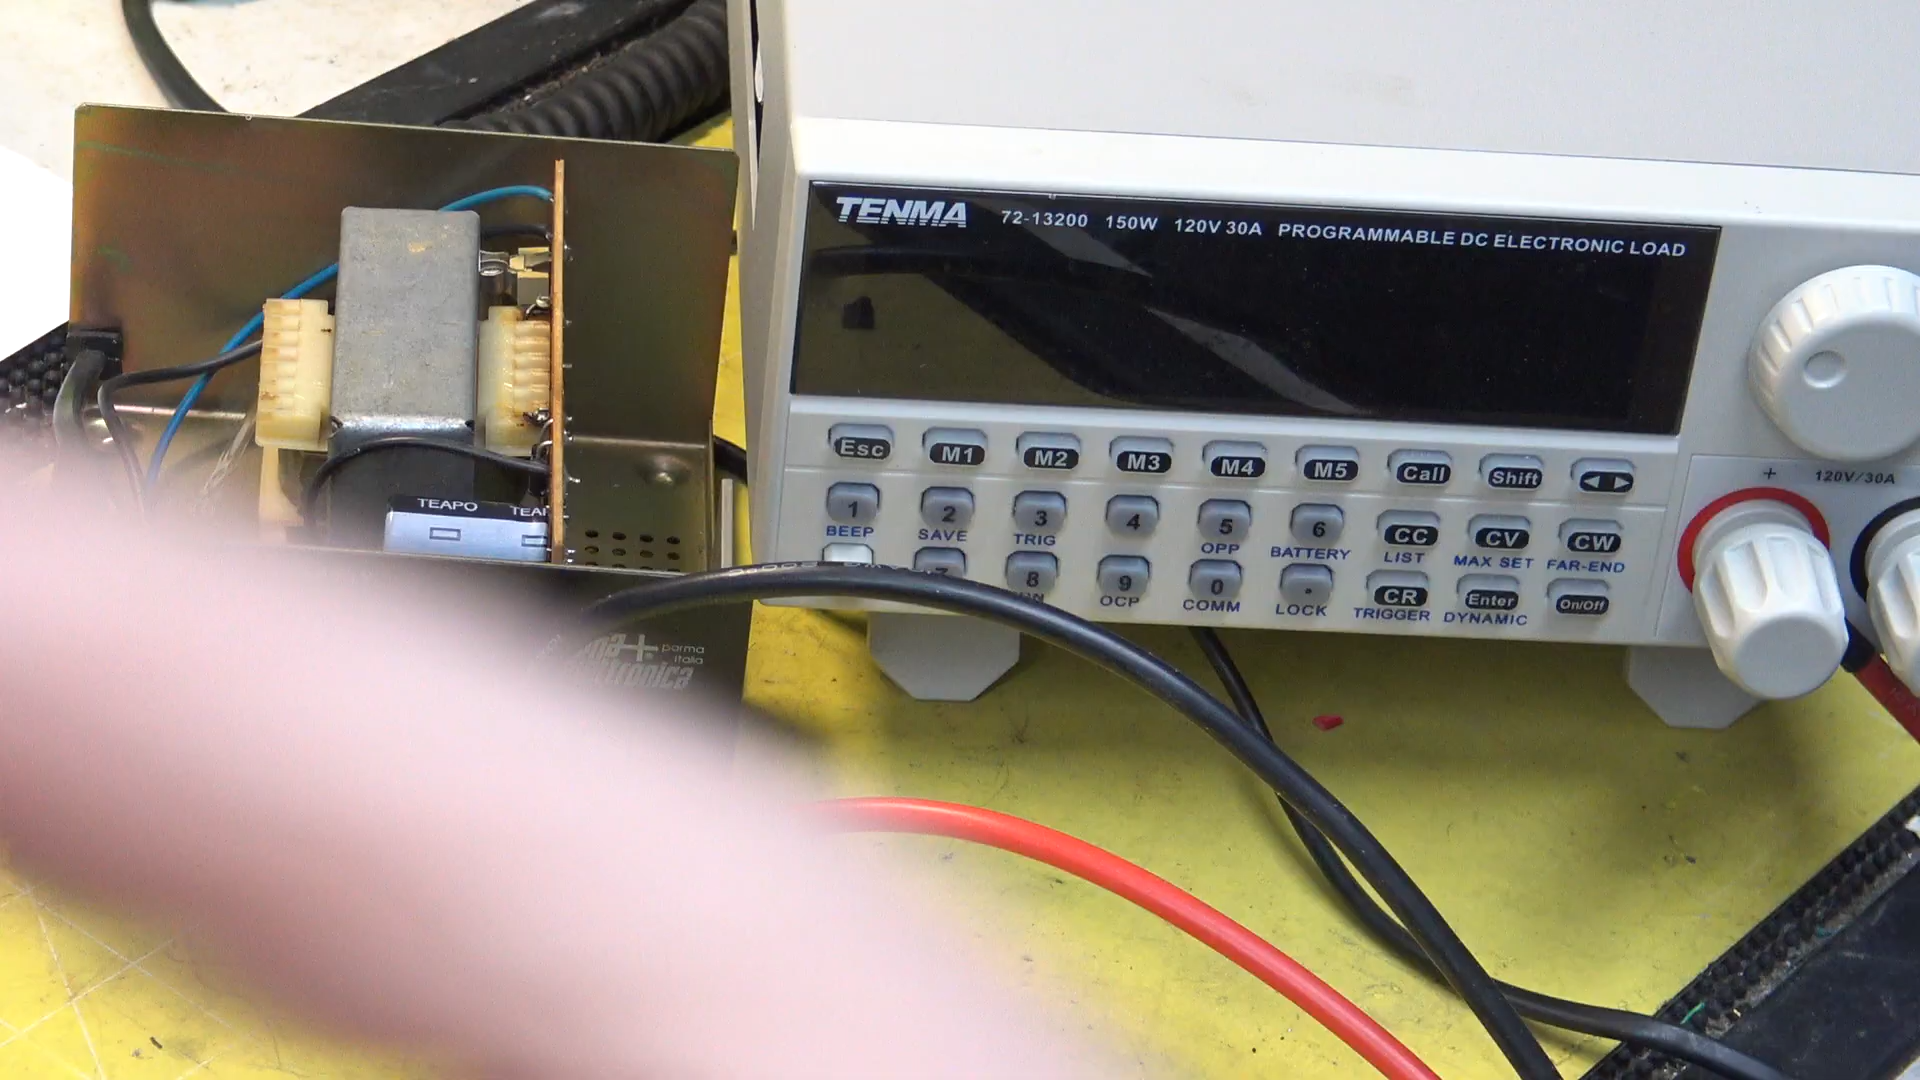 TENMA 72-13200 150W 120V 30A PROGRAMMABLE DC ELECTRONIC LOAD
Esc M1 M2 M3 M4 M5 Call Shift
+ 120V/30A
1 2 3 4 5 6 CC CV CW
BEEP SAVE TRIG OPP BATTERY LIST MAX SET FAR-END
7 8 9 0 . CR Enter On/Off
OCP COMM LOCK TRIGGER DYNAMIC
TEAPO TEAP
parma
italia